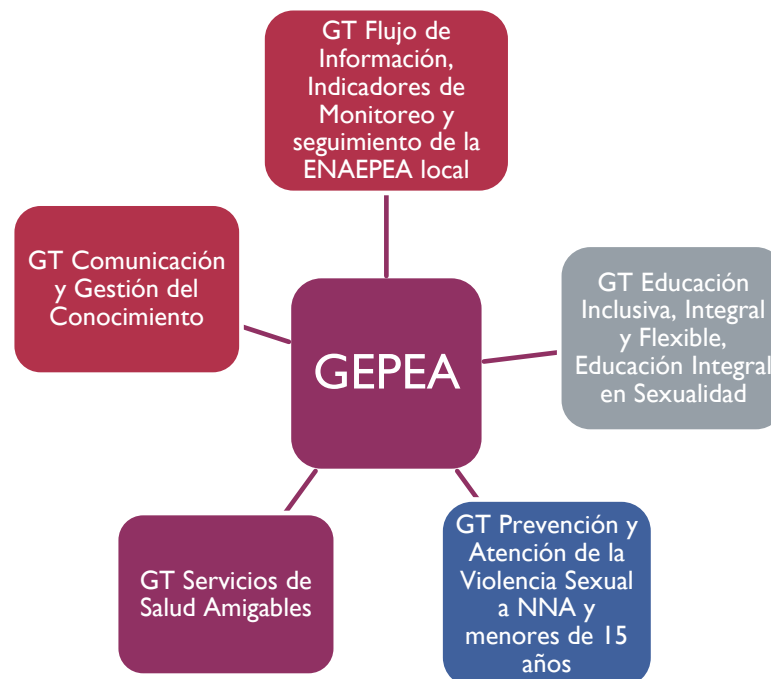 GT Flujo de
Información,
Indicadores de
Monitoreo y
seguimiento de la
ENAEPEA local
GT Comunicación
y Gestión del
Conocimiento
GEPEA
GT Educación
Inclusiva, Integral
y Flexible,
Educación Integral
en Sexualidad
GT Servicios de
Salud Amigables
GT Prevención y
Atención de la
Violencia Sexual
a NNA y
menores de 15
años